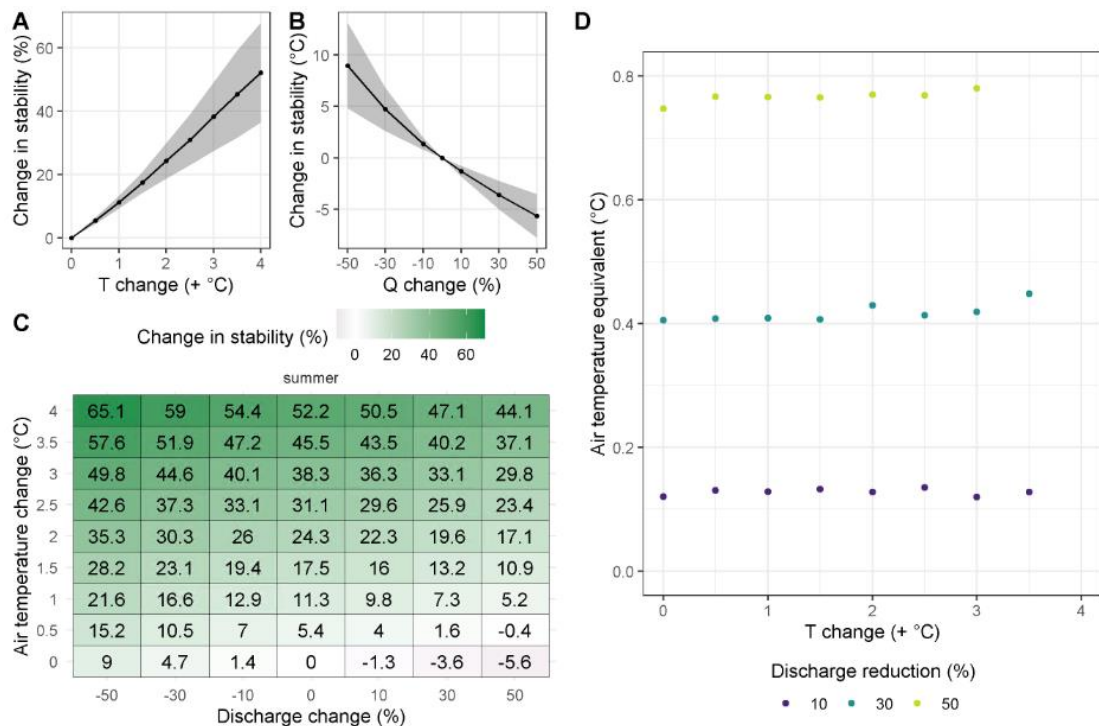 A
Change in stability (%)
60
40
20
0
0 1 2 3 4
T change (+ °C)
B
Change in stability (°C)
10
5
0
-5
-50 -30 -10 10 30 50
Q change (%)
C
Change in stability (%)
0 20 40 60
summer
Air temperature change (°C)
4 65.1 59 54.4 52.2 50.5 47.1 44.1
3.5 57.6 51.9 47.2 45.5 43.5 40.2 37.1
3 49.8 44.6 40.1 38.3 36.3 33.1 29.8
2.5 42.6 37.3 33.1 31.1 29.6 25.9 23.4
2 35.3 30.3 26 24.3 22.3 19.6 17.1
1.5 28.2 23.1 19.4 17.5 16 13.2 10.9
1 21.6 16.6 12.9 11.3 9.8 7.3 5.2
0.5 15.2 10.5 7 5.4 4 1.6 -0.4
0 9 4.7 1.4 0 -1.3 -3.6 -5.6
-50 -30 -10 0 10 30 50
Discharge change (%)
D
Air temperature equivalent (°C)
0.8
0.6
0.4
0.2
0.0
0 1 2 3 4
T change (+ °C)
Discharge reduction (%)
10 30 50